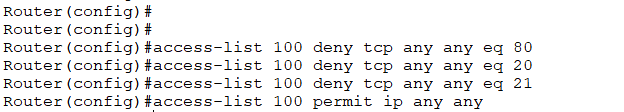 Router(config)#
Router(config)#
Router(config)#access-list 100 deny tcp any any eq 80
Router(config)#access-list 100 deny tcp any any eq 20
Router(config)#access-list 100 deny tcp any any eq 21
Router(config)#access-list 100 permit ip any any